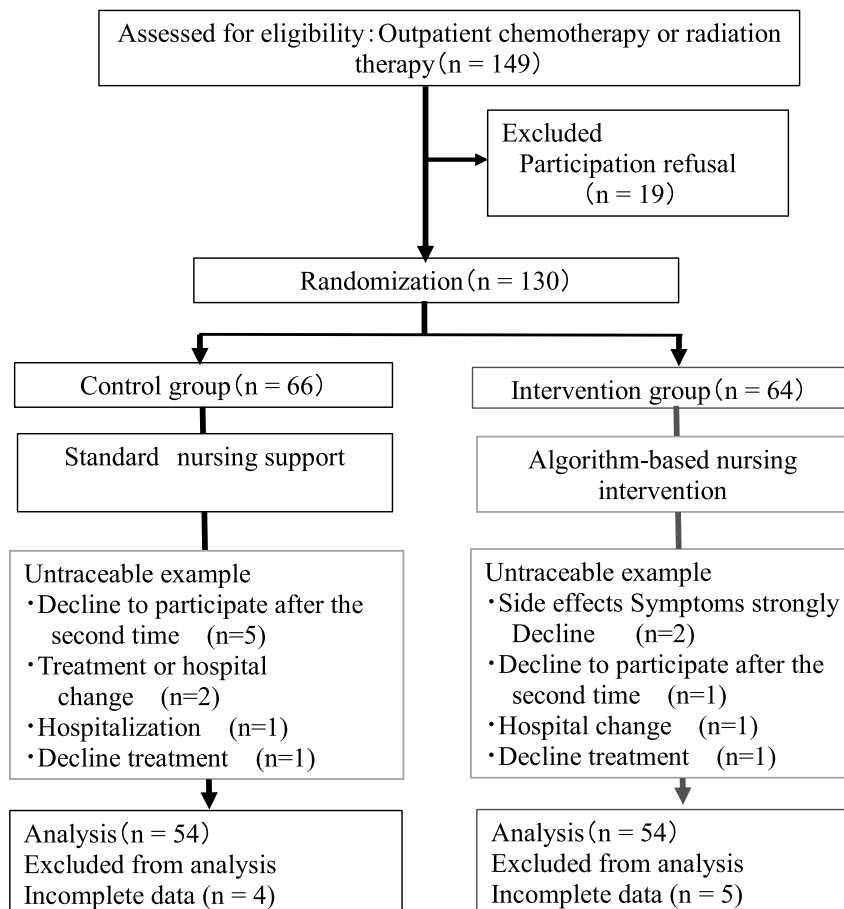 Assessed for eligibility:Outpatient chemotherapy or radiation
therapy(n = 149)
Excluded
Participation refusal
(n = 19)
Randomization(n = 130)
Control group(n = 66)
Intervention group(n = 64)
Standard nursing support
Algorithm-based nursing
intervention
Untraceable example
・Decline to participate after the
second time (n=5)
・Treatment or hospital
change (n=2)
・Hospitalization (n=1)
・Decline treatment (n=1)
Untraceable example
・Side effects Symptoms strongly
Decline (n=2)
・Decline to participate after the
second time (n=1)
・Hospital change (n=1)
・Decline treatment (n=1)
Analysis(n = 54)
Excluded from analysis
Incomplete data (n = 4)
Analysis(n = 54)
Excluded from analysis
Incomplete data (n = 5)